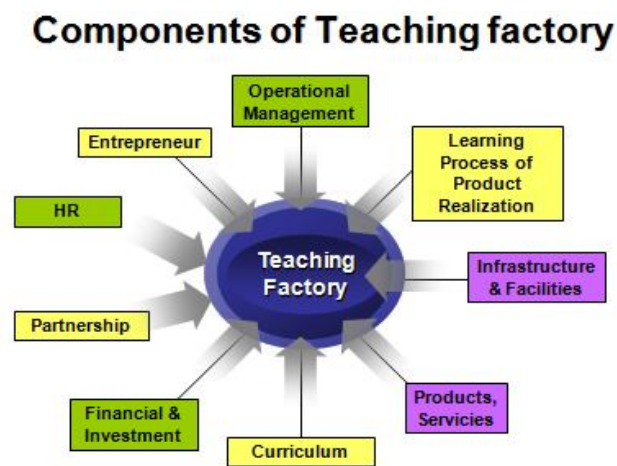 Components of Teaching factory
Operational
Management
Entrepreneur
Learning
Process of
Product
Realization
HR
Teaching
Factory
Infrastructure
& Facilities
Partnership
Products,
Servicies
Financial &
Investment
Curriculum